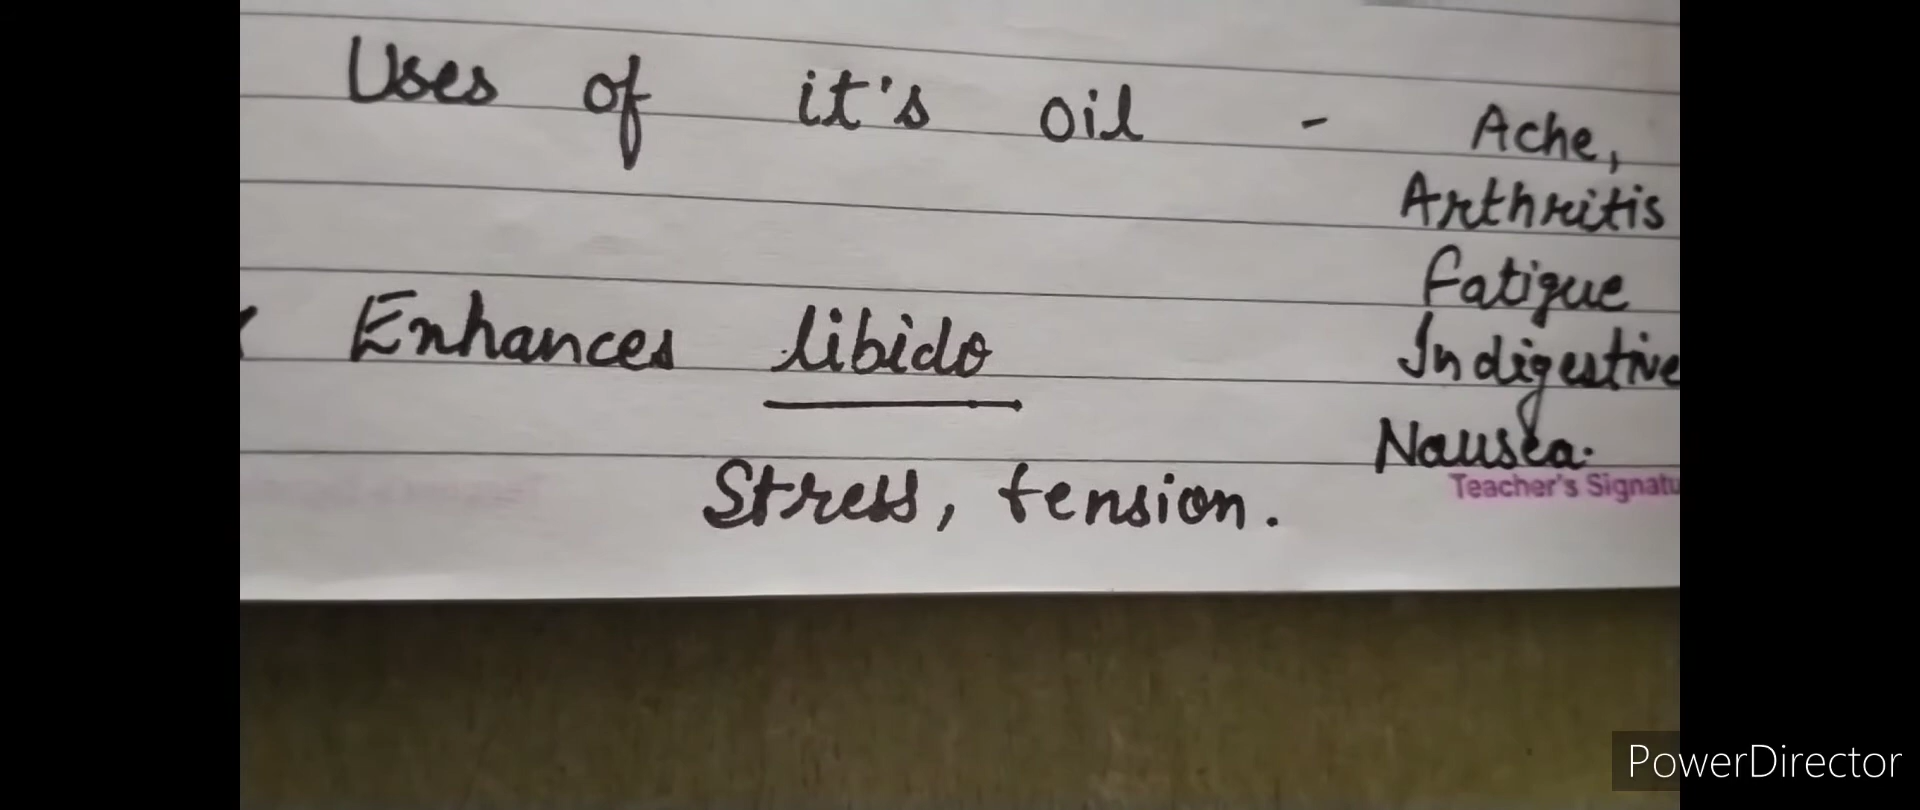 Uses of it's oil - Ache,
Arthritis
Fatigue
Enhances libido
Indigestive
Nausea.
Stress, tension.
Teacher's Signatu
PowerDirector